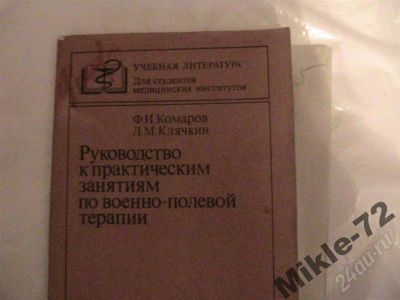 УЧЕБНАЯ ЛИТЕРАТУРА
Для студентов
медицинских институтов
Ф.И.Комаров
Л.М.Клячкин
Руководство
к практическим
занятиям
по военно-полевой
терапии
Mikle-72
24au.ru